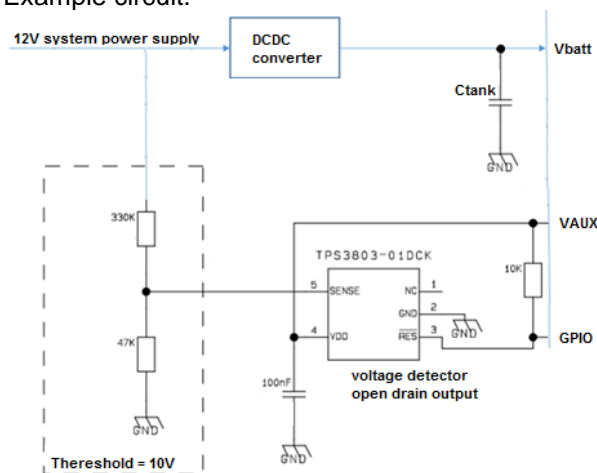 Example circuit:
12V system power supply
DCDC
converter
Vbatt
Ctank
GND
330K
VAUX
TPS3803-01DCK
10K
5
SENSE
NC
1
GND
2
GND
4
VDD
RES
3
GPIO
47K
100nF
voltage detector
open drain output
GND
GND
Thereshold = 10V